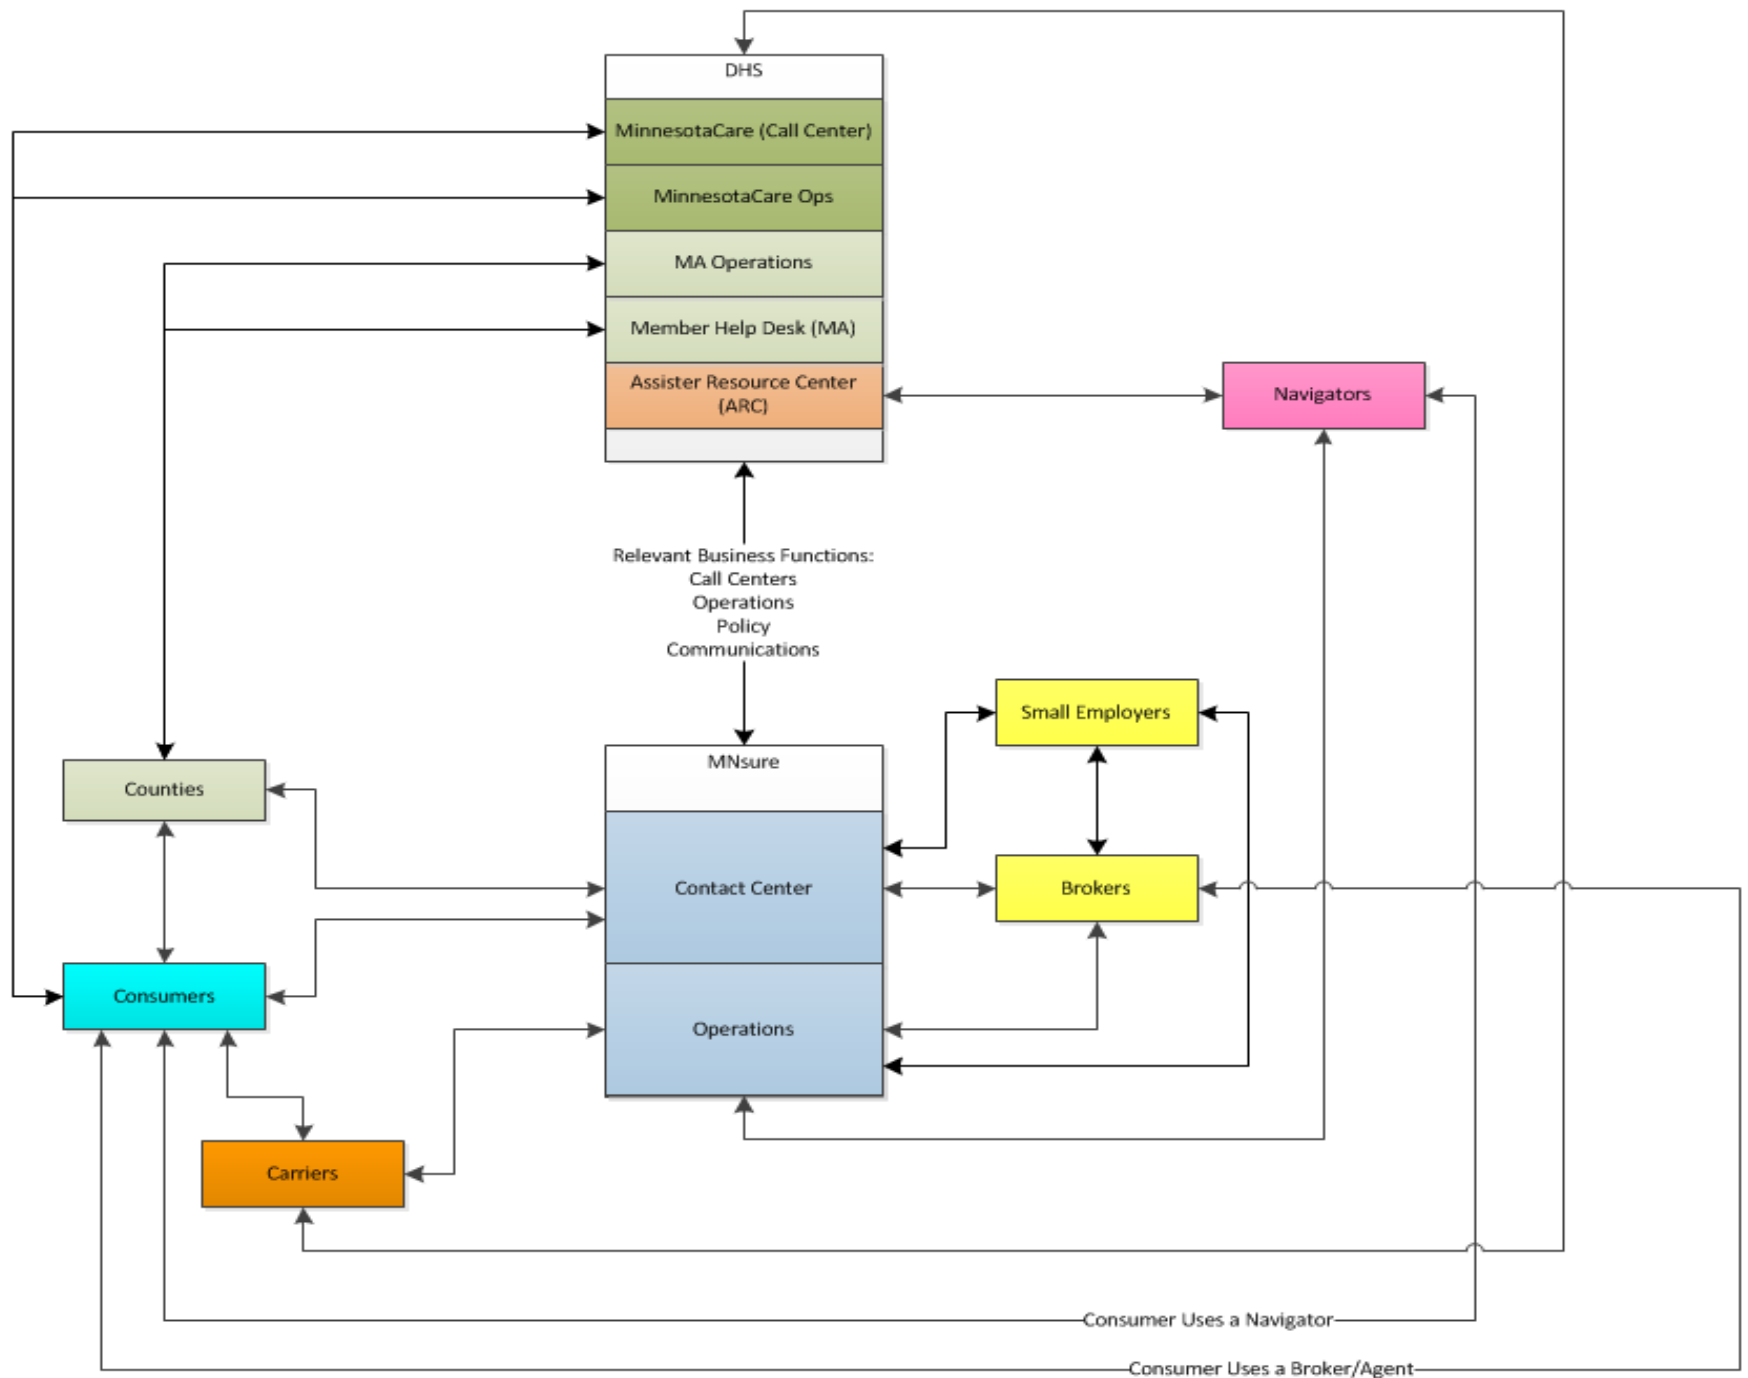 DHS
MinnesotaCare (Call Center)
MinnesotaCare Ops
MA Operations
Member Help Desk (MA)
Assister Resource Center
(ARC)
Navigators
Relevant Business Functions:
Call Centers
Operations
Policy
Communications
Small Employers
MNsure
Counties
Contact Center
Brokers
Consumers
Operations
Carriers
Consumer Uses a Navigator
Consumer Uses a Broker/Agent